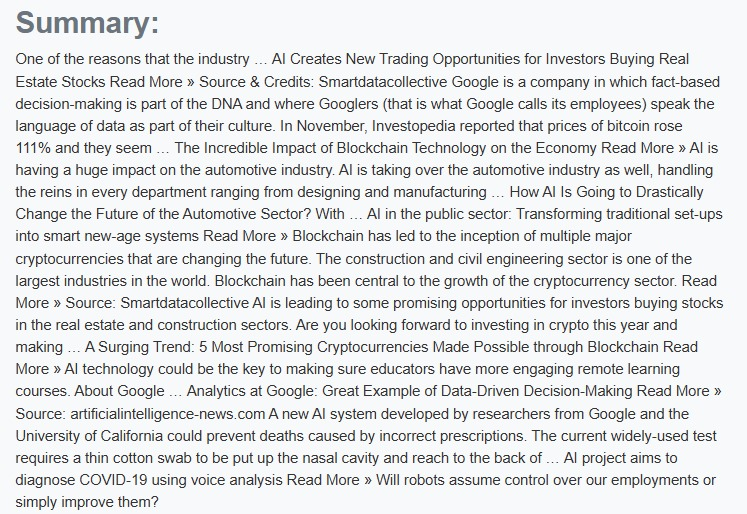 Summary:
One of the reasons that the industry … AI Creates New Trading Opportunities for Investors Buying Real
Estate Stocks Read More » Source & Credits: Smartdatacollective Google is a company in which fact-based
decision-making is part of the DNA and where Googlers (that is what Google calls its employees) speak the
language of data as part of their culture. In November, Investopedia reported that prices of bitcoin rose
111% and they seem … The Incredible Impact of Blockchain Technology on the Economy Read More » AI is
having a huge impact on the automotive industry. AI is taking over the automotive industry as well, handling
the reins in every department ranging from designing and manufacturing … How AI Is Going to Drastically
Change the Future of the Automotive Sector? With … AI in the public sector: Transforming traditional set-ups
into smart new-age systems Read More » Blockchain has led to the inception of multiple major
cryptocurrencies that are changing the future. The construction and civil engineering sector is one of the
largest industries in the world. Blockchain has been central to the growth of the cryptocurrency sector. Read
More » Source: Smartdatacollective AI is leading to some promising opportunities for investors buying stocks
in the real estate and construction sectors. Are you looking forward to investing in crypto this year and
making … A Surging Trend: 5 Most Promising Cryptocurrencies Made Possible through Blockchain Read
More » AI technology could be the key to making sure educators have more engaging remote learning
courses. About Google … Analytics at Google: Great Example of Data-Driven Decision-Making Read More »
Source: artificialintelligence-news.com A new AI system developed by researchers from Google and the
University of California could prevent deaths caused by incorrect prescriptions. The current widely-used test
requires a thin cotton swab to be put up the nasal cavity and reach to the back of … AI project aims to
diagnose COVID-19 using voice analysis Read More » Will robots assume control over our employments or
simply improve them?